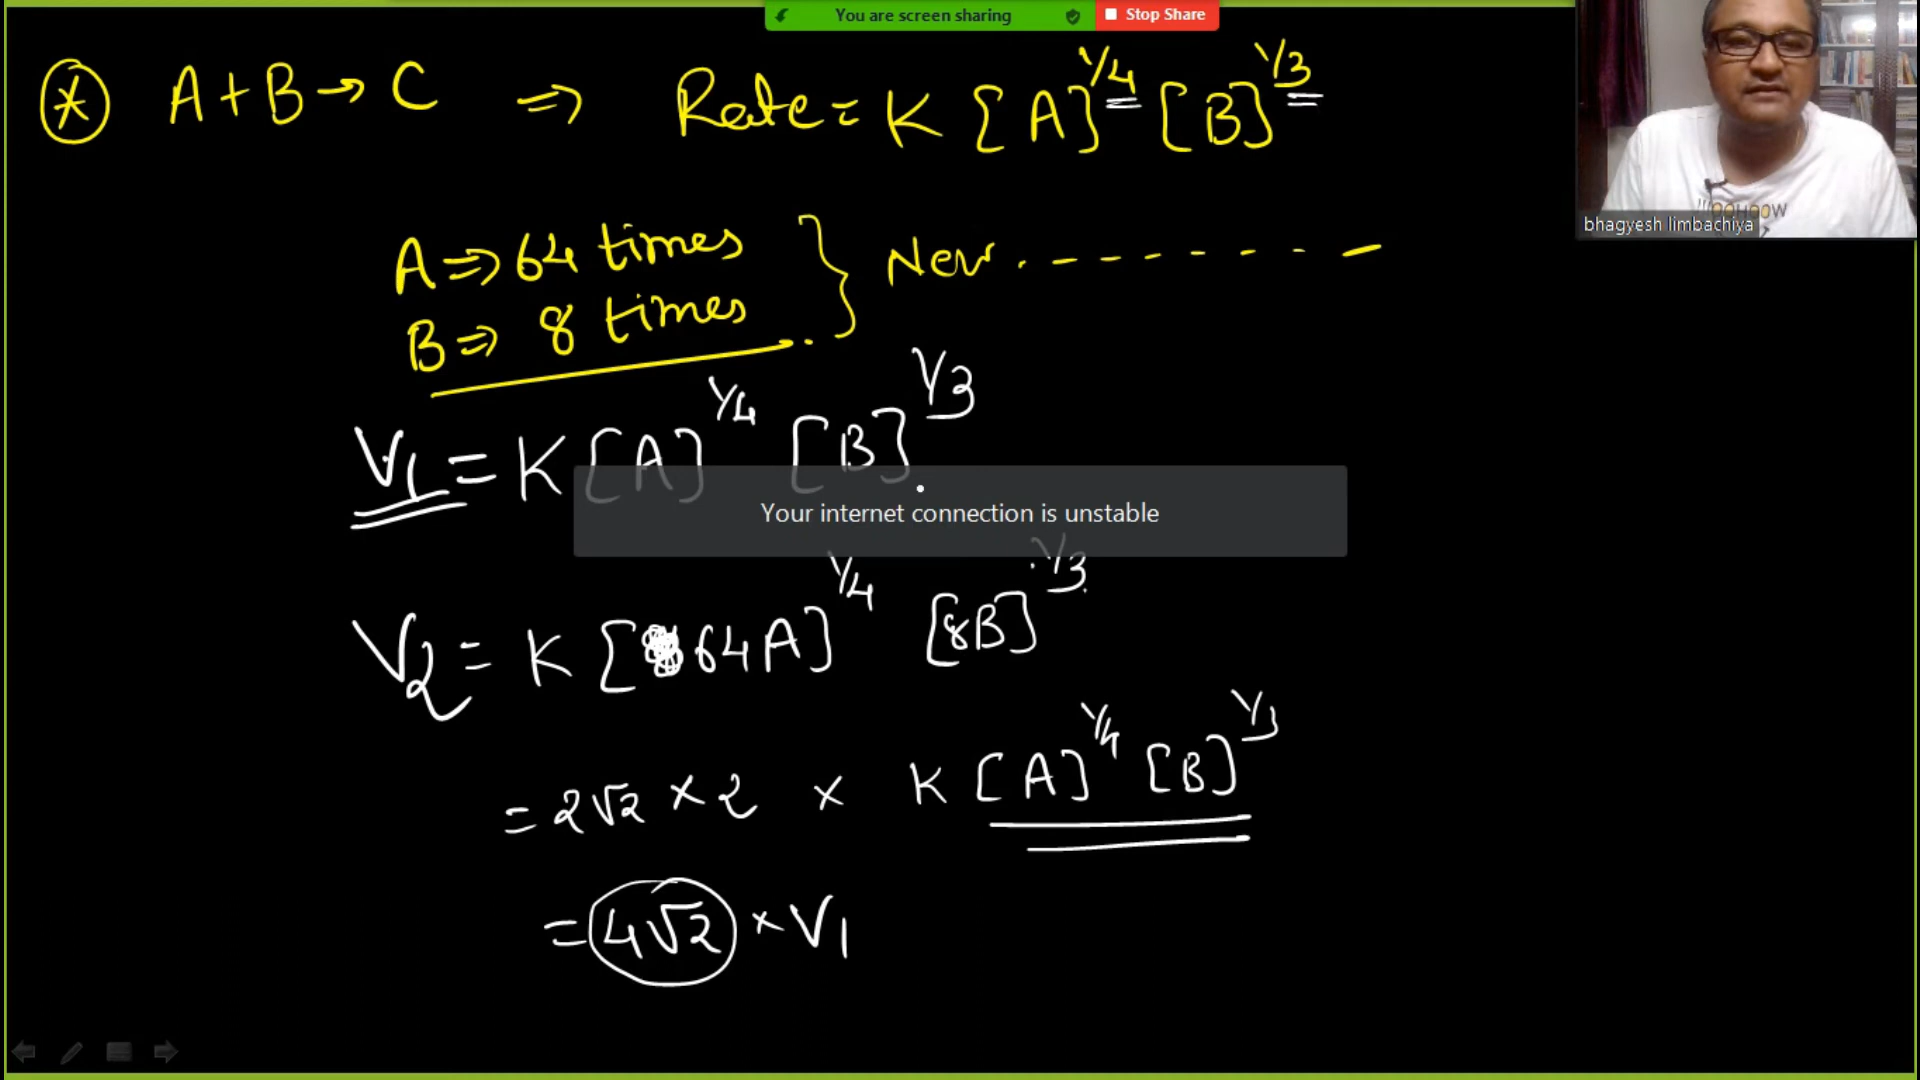 You are screen sharing Stop Share
⊛ A+B→C ⇒ Rate = K [A]^1/4 [B]^1/3
bhagyesh limbachiya
A ⇒ 64 times
B ⇒ 8 times } New
V1 = K [A]^1/4 [B]^1/3
Your internet connection is unstable
V2 = K [64A]^1/4 [8B]^1/3
= 2√2 × 2 × K [A]^1/4 [B]^1/3
= 4√2 × V1